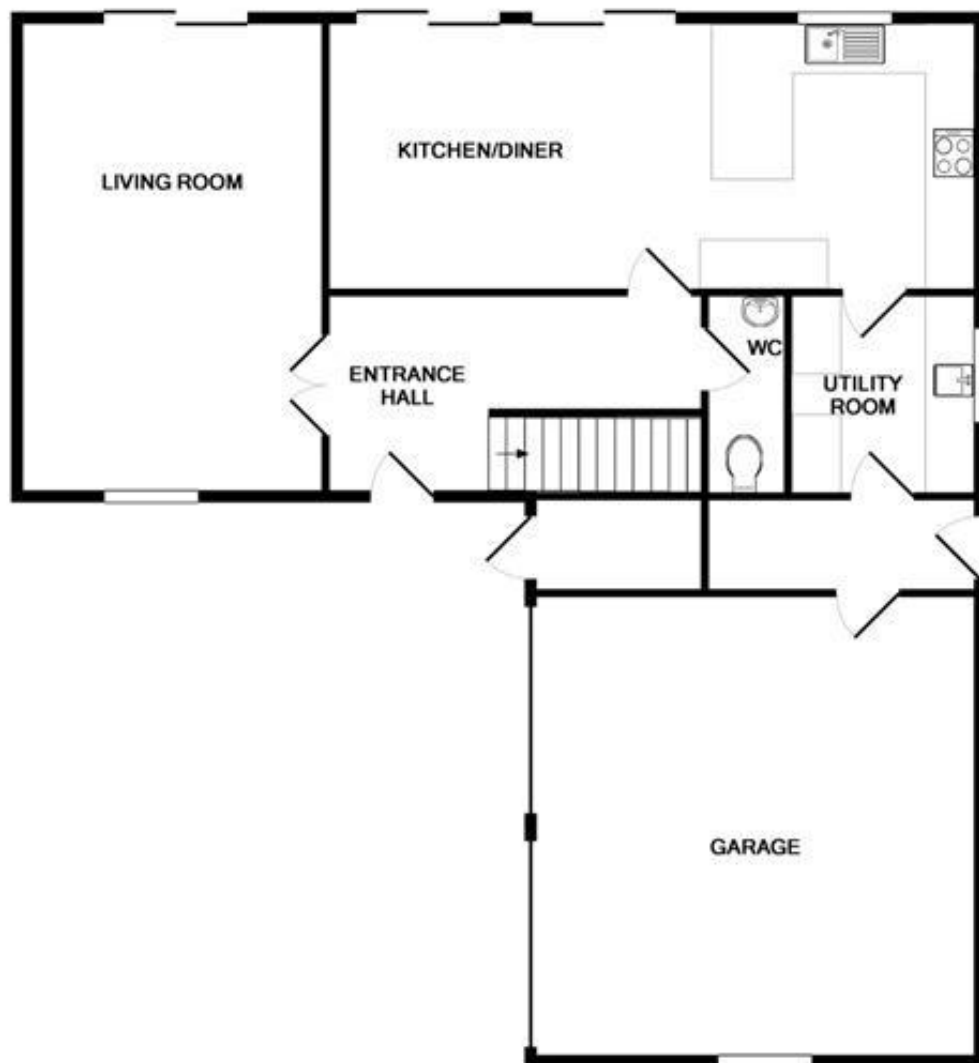 KITCHEN/DINER
LIVING ROOM
WC
ENTRANCE
HALL
UTILITY
ROOM
GARAGE